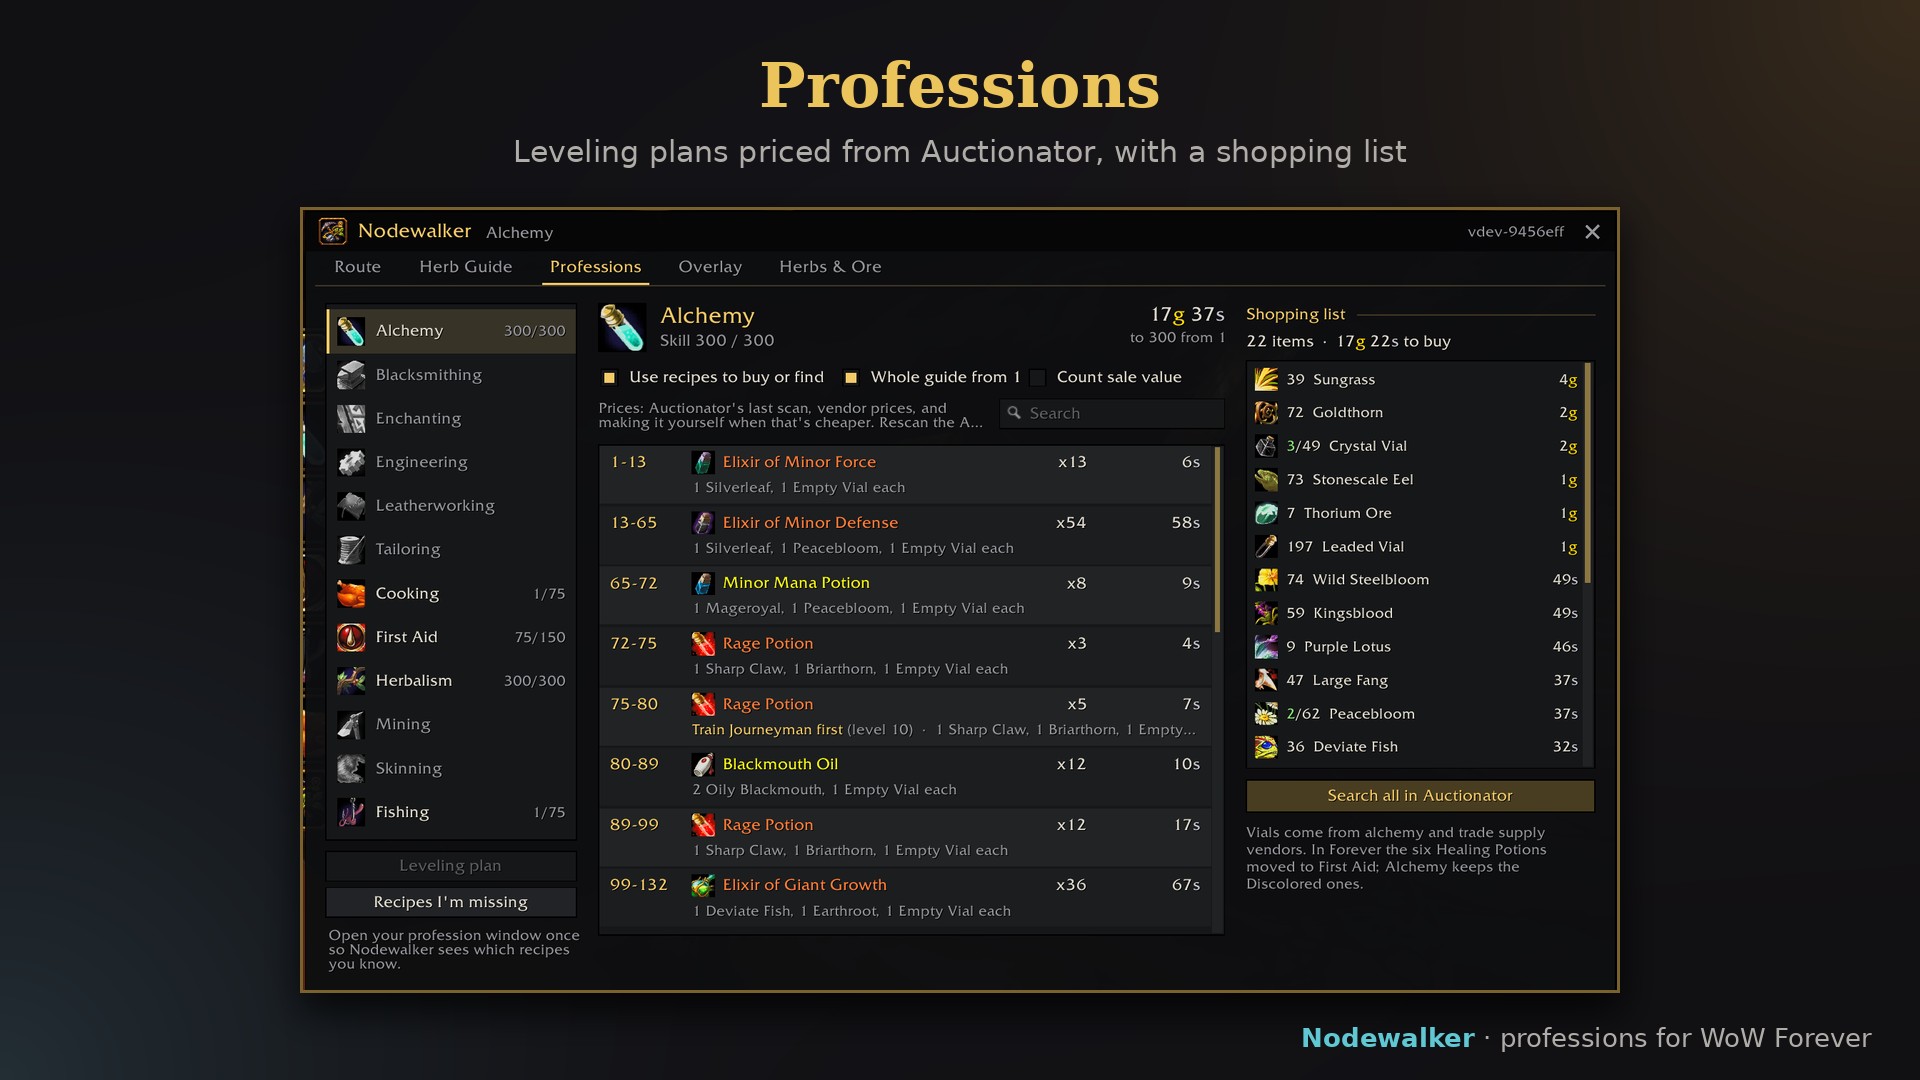 Professions
Leveling plans priced from Auctionator, with a shopping list
Nodewalker Alchemy
vdev-9456eff
Route Herb Guide Professions Overlay Herbs & Ore
Alchemy 300/300
Blacksmithing
Enchanting
Engineering
Leatherworking
Tailoring
Cooking 1/75
First Aid 75/150
Herbalism 300/300
Mining
Skinning
Fishing 1/75
Leveling plan
Recipes I'm missing
Open your profession window once
so Nodewalker sees which recipes
you know.
Alchemy
Skill 300 / 300
17g 37s
to 300 from 1
Use recipes to buy or find Whole guide from 1 Count sale value
Prices: Auctionator's last scan, vendor prices, and
making it yourself when that's cheaper. Rescan the A...
Search
1-13 Elixir of Minor Force x13 6s
1 Silverleaf, 1 Empty Vial each
13-65 Elixir of Minor Defense x54 58s
1 Silverleaf, 1 Peacebloom, 1 Empty Vial each
65-72 Minor Mana Potion x8 9s
1 Mageroyal, 1 Peacebloom, 1 Empty Vial each
72-75 Rage Potion x3 4s
1 Sharp Claw, 1 Briarthorn, 1 Empty Vial each
75-80 Rage Potion x5 7s
Train Journeyman first (level 10) · 1 Sharp Claw, 1 Briarthorn, 1 Empty...
80-89 Blackmouth Oil x12 10s
2 Oily Blackmouth, 1 Empty Vial each
89-99 Rage Potion x12 17s
1 Sharp Claw, 1 Briarthorn, 1 Empty Vial each
99-132 Elixir of Giant Growth x36 67s
1 Deviate Fish, 1 Earthroot, 1 Empty Vial each
Shopping list
22 items · 17g 22s to buy
39 Sungrass 4g
72 Goldthorn 2g
3/49 Crystal Vial 2g
73 Stonescale Eel 1g
7 Thorium Ore 1g
197 Leaded Vial 1g
74 Wild Steelbloom 49s
59 Kingsblood 49s
9 Purple Lotus 46s
47 Large Fang 37s
2/62 Peacebloom 37s
36 Deviate Fish 32s
Search all in Auctionator
Vials come from alchemy and trade supply
vendors. In Forever the six Healing Potions
moved to First Aid; Alchemy keeps the
Discolored ones.
Nodewalker · professions for WoW Forever